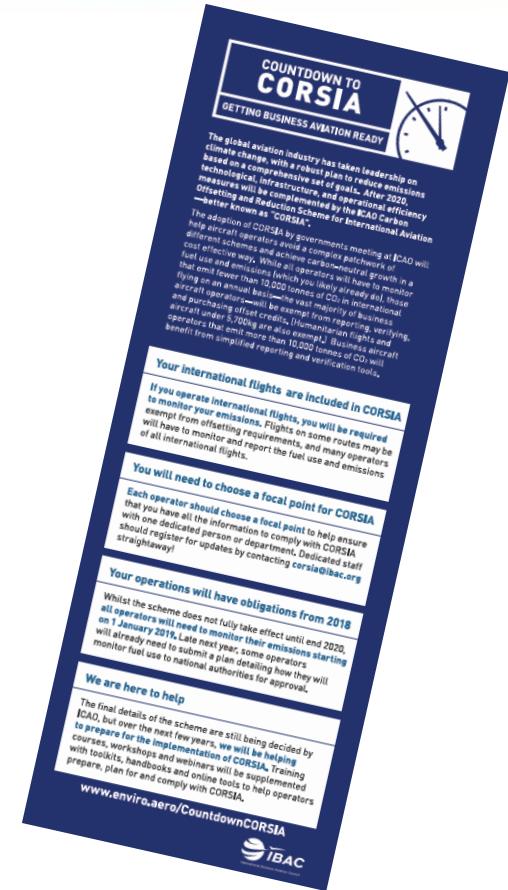 COUNTDOWN TO
CORSIA
GETTING BUSINESS AVIATION READY
The global aviation industry has taken leadership on
climate change, with a robust plan to reduce emissions
based on a comprehensive set of goals. After 2020,
technological, infrastructure, and operational efficiency
measures will be complemented by the ICAO Carbon
Offsetting and Reduction Scheme for International Aviation
—better known as "CORSIA".
The adoption of CORSIA by governments meeting at ICAO will
help aircraft operators avoid a complex patchwork of
different schemes and achieve carbon-neutral growth in a
cost effective way. While all operators will have to monitor
fuel use and emissions (which you likely already do), those
that emit fewer than 10,000 tonnes of CO₂ in international
flying on an annual basis—the vast majority of business
aircraft operators—will be exempt from reporting, verifying,
and purchasing offset credits. (Humanitarian flights and
aircraft under 5,700kg are also exempt.) Business aircraft
operators that emit more than 10,000 tonnes of CO₂ will
benefit from simplified reporting and verification tools.
Your international flights are included in CORSIA
If you operate international flights, you will be required
to monitor your emissions. Flights on some routes may be
exempt from offsetting requirements, and many operators
will have to monitor and report the fuel use and emissions
of all international flights.
You will need to choose a focal point for CORSIA
Each operator should choose a focal point to help ensure
that you have all the information to comply with CORSIA
with one dedicated person or department. Dedicated staff
should register for updates by contacting corsia@ibac.org
straightaway!
Your operations will have obligations from 2018
Whilst the scheme does not fully take effect until end 2020,
all operators will need to monitor their emissions starting
on 1 January 2019. Late next year, some operators
will already need to submit a plan detailing how they will
monitor fuel use to national authorities for approval.
We are here to help
The final details of the scheme are still being decided by
ICAO, but over the next few years, we will be helping
to prepare for the implementation of CORSIA. Training
courses, workshops and webinars will be supplemented
with toolkits, handbooks and online tools to help operators
prepare, plan for and comply with CORSIA.
www.enviro.aero/CountdownCORSIA
IBAC
International Business Aviation Council